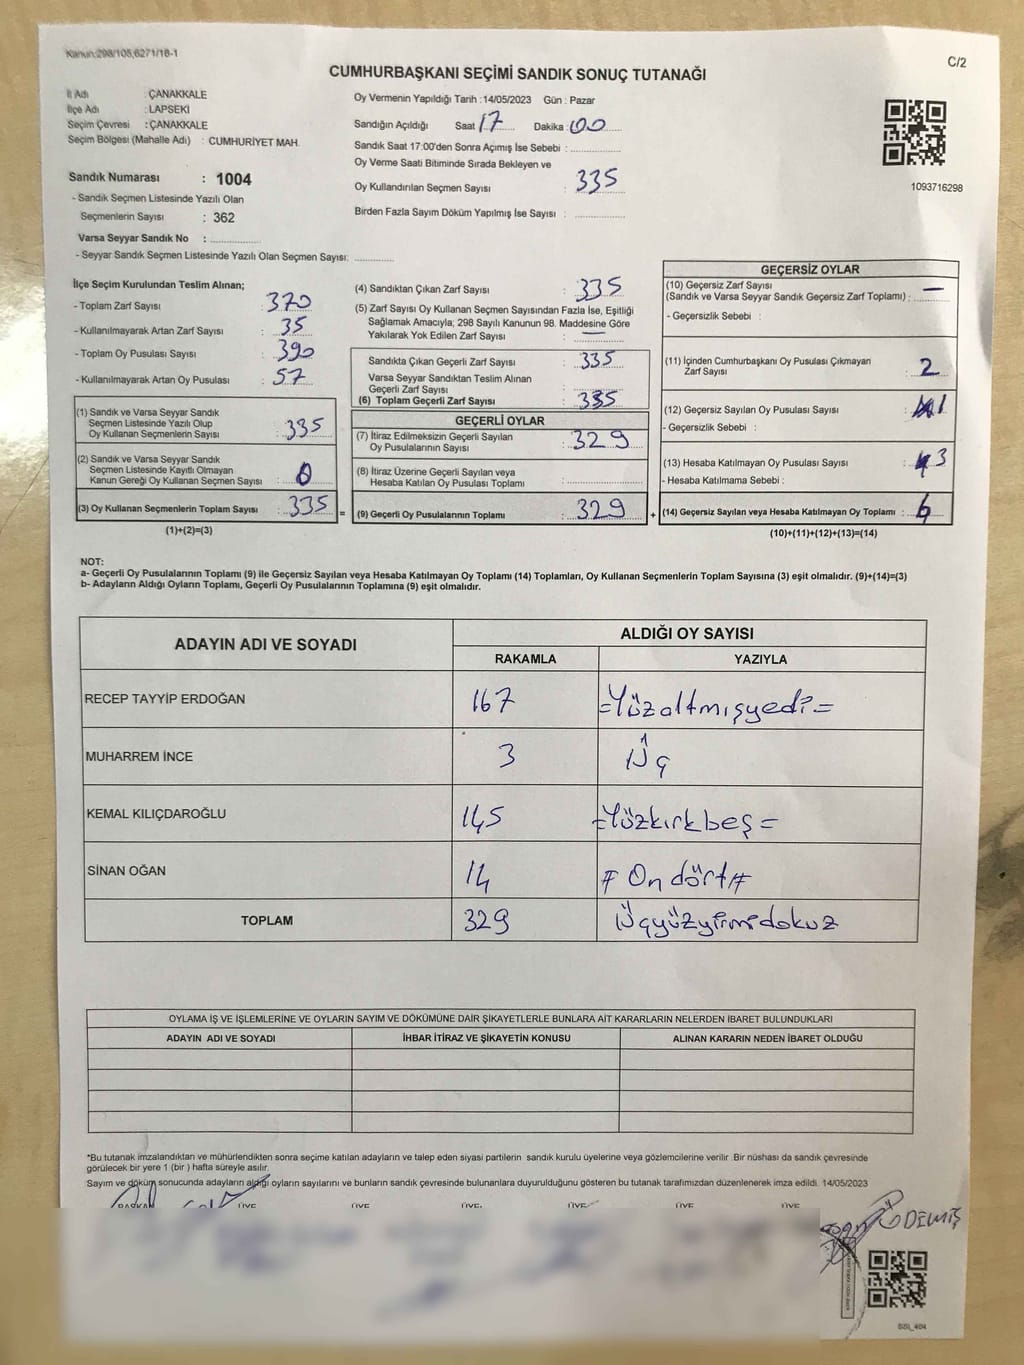 Kanun:298/105,6271/18-1
C/2
CUMHURBAŞKANI SEÇİMİ SANDIK SONUÇ TUTANAĞI
İl Adı : ÇANAKKALE
İlçe Adı : LAPSEKİ
Seçim Çevresi : ÇANAKKALE
Seçim Bölgesi (Mahalle Adı) : CUMHURİYET MAH.
Sandık Numarası : 1004
- Sandık Seçmen Listesinde Yazılı Olan
Seçmenlerin Sayısı : 362
Varsa Seyyar Sandık No : ..............
- Seyyar Sandık Seçmen Listesinde Yazılı Olan Seçmen Sayısı: ............
Oy Vermenin Yapıldığı Tarih :14/05/2023 Gün : Pazar
Sandığın Açıldığı Saat 17 Dakika :00
Sandık Saat 17:00'den Sonra Açımış İse Sebebi : ..............
Oy Verme Saati Bitiminde Sırada Bekleyen ve
Oy Kullandırılan Seçmen Sayısı : 335
Birden Fazla Sayım Döküm Yapılmış İse Sayısı : ..............
1093716298
İlçe Seçim Kurulundan Teslim Alınan;
- Toplam Zarf Sayısı : 370
- Kullanılmayarak Artan Zarf Sayısı : 35
- Toplam Oy Pusulası Sayısı : 390
- Kullanılmayarak Artan Oy Pusulası : 57
(1) Sandık ve Varsa Seyyar Sandık
Seçmen Listesinde Yazılı Olup
Oy Kullanan Seçmenlerin Sayısı : 335
(2) Sandık ve Varsa Seyyar Sandık
Seçmen Listesinde Kayıtlı Olmayan
Kanun Gereği Oy Kullanan Seçmen Sayısı : 0
(3) Oy Kullanan Seçmenlerin Toplam Sayısı : 335 =
(1)+(2)=(3)
(4) Sandıktan Çıkan Zarf Sayısı : 335
(5) Zarf Sayısı Oy Kullanan Seçmen Sayısından Fazla İse, Eşitliği
Sağlamak Amacıyla; 298 Sayılı Kanunun 98. Maddesine Göre
Yakılarak Yok Edilen Zarf Sayısı : —
Sandıkta Çıkan Geçerli Zarf Sayısı : 335
Varsa Seyyar Sandıktan Teslim Alınan
Geçerli Zarf Sayısı : ..............
(6) Toplam Geçerli Zarf Sayısı : 335
GEÇERLİ OYLAR
(7) İtiraz Edilmeksizin Geçerli Sayılan
Oy Pusulalarının Sayısı : 329
(8) İtiraz Üzerine Geçerli Sayılan veya
Hesaba Katılan Oy Pusulası Toplamı : ..............
(9) Geçerli Oy Pusulalarının Toplamı : 329 +
GEÇERSİZ OYLAR
(10) Geçersiz Zarf Sayısı
(Sandık ve Varsa Seyyar Sandık Geçersiz Zarf Toplamı) : —
- Geçersizlik Sebebi :
(11) İçinden Cumhurbaşkanı Oy Pusulası Çıkmayan
Zarf Sayısı : 2
(12) Geçersiz Sayılan Oy Pusulası Sayısı : 1
- Geçersizlik Sebebi :
(13) Hesaba Katılmayan Oy Pusulası Sayısı : 3
- Hesaba Katılmama Sebebi :
(14) Geçersiz Sayılan veya Hesaba Katılmayan Oy Toplamı : 6
(10)+(11)+(12)+(13)=(14)
NOT:
a- Geçerli Oy Pusulalarının Toplamı (9) ile Geçersiz Sayılan veya Hesaba Katılmayan Oy Toplamı (14) Toplamları, Oy Kullanan Seçmenlerin Toplam Sayısına (3) eşit olmalıdır. (9)+(14)=(3)
b- Adayların Aldığı Oyların Toplamı, Geçerli Oy Pusulalarının Toplamına (9) eşit olmalıdır.
ADAYIN ADI VE SOYADI
ALDIĞI OY SAYISI
RAKAMLA YAZIYLA
RECEP TAYYİP ERDOĞAN 167 =Yüzaltmışyedi=
MUHARREM İNCE 3 Üç
KEMAL KILIÇDAROĞLU 145 =Yüzkırkbeş=
SİNAN OĞAN 14 # On dört #
TOPLAM 329 Üçyüzyirmidokuz
OYLAMA İŞ VE İŞLEMLERİNE VE OYLARIN SAYIM VE DÖKÜMÜNE DAİR ŞİKAYETLERLE BUNLARA AİT KARARLARIN NELERDEN İBARET BULUNDUKLARI
ADAYIN ADI VE SOYADI İHBAR İTİRAZ VE ŞİKAYETİN KONUSU ALINAN KARARIN NEDEN İBARET OLDUĞU
*Bu tutanak imzalandıktan ve mühürlendikten sonra seçime katılan adayların ve talep eden siyasi partilerin sandık kurulu üyelerine veya gözlemcilerine verilir .Bir nüshası da sandık çevresinde
görülecek bir yere 1 (bir ) hafta süreyle asılır.
Sayım ve döküm sonucunda adayların aldığı oyların sayılarını ve bunların sandık çevresinde bulunanlara duyurulduğunu gösteren bu tutanak tarafımızdan düzenlenerek imza edildi. 14/05/2023
BAŞKAN ÜYE ÜYE ÜYE ÜYE ÜYE ÜYE
DEMİŞ